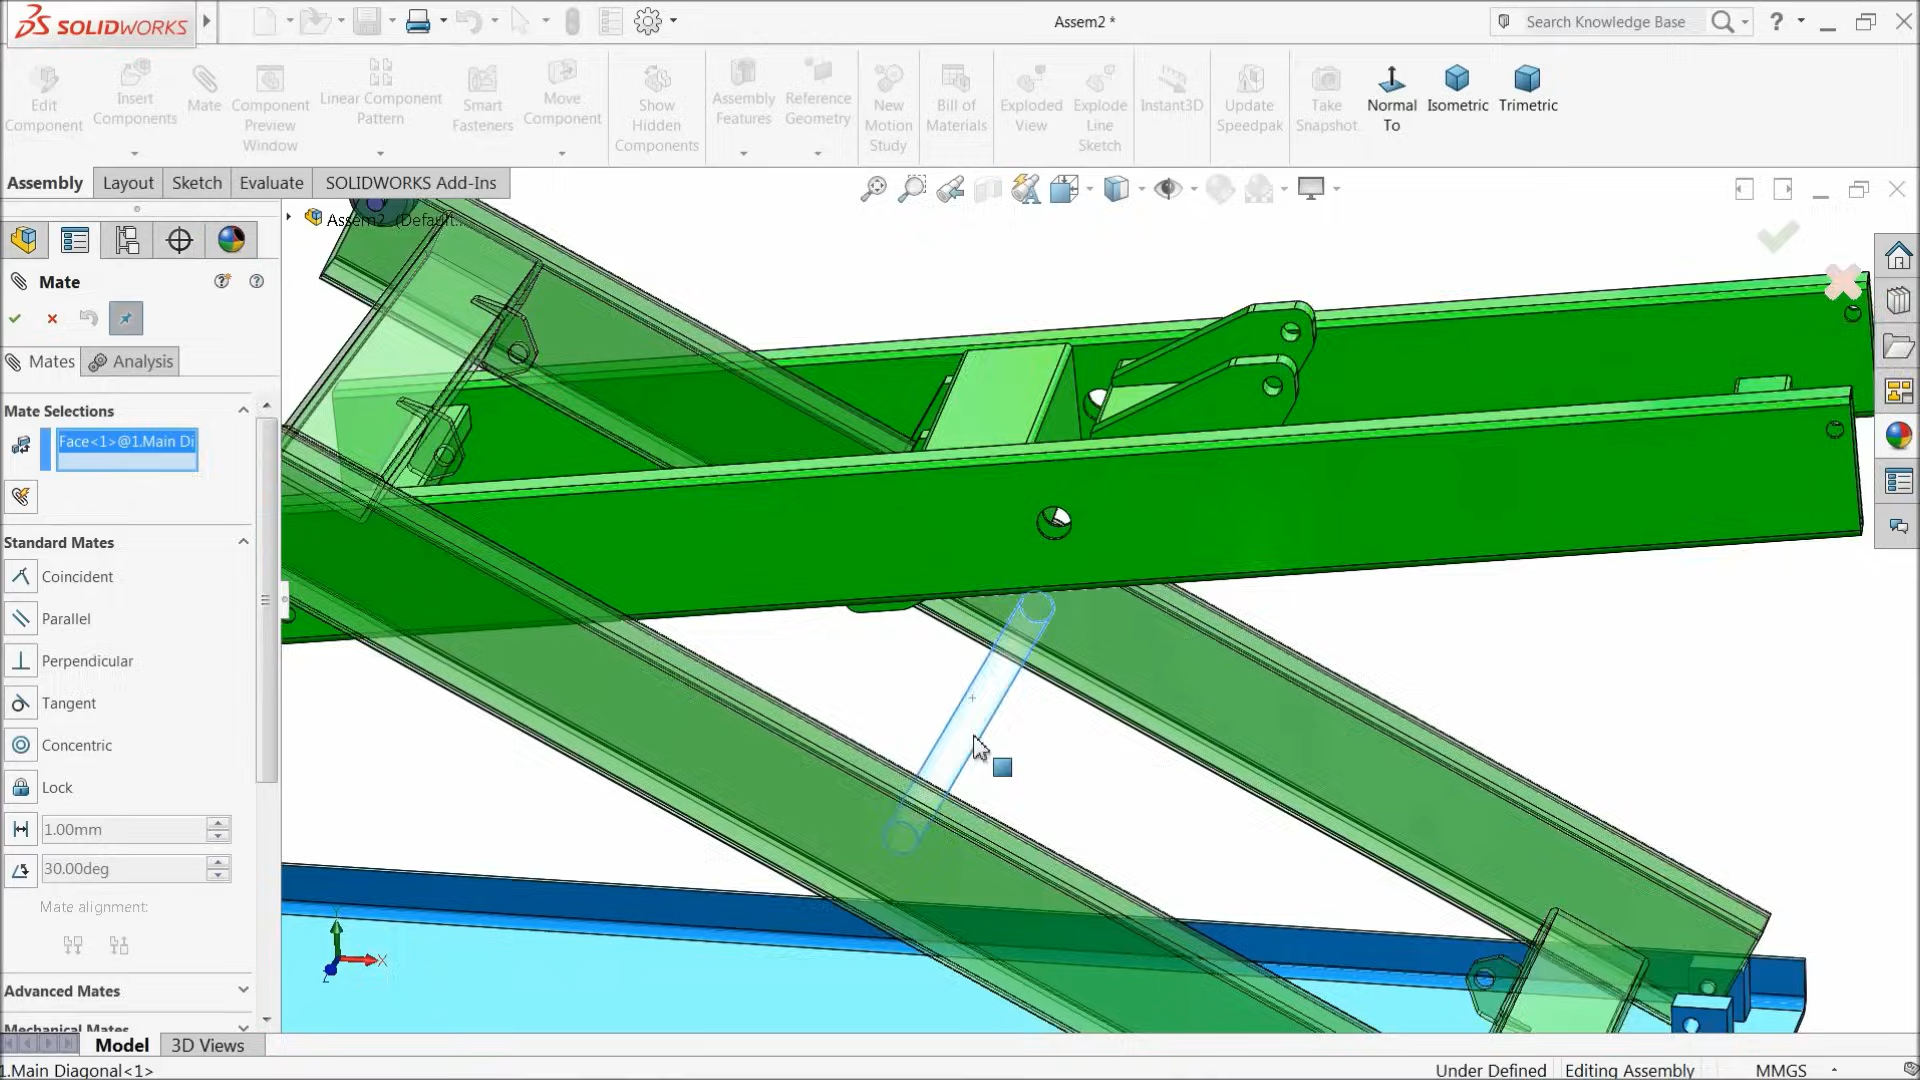 SOLIDWORKS
Assem2 *
Search Knowledge Base
?
Edit Component
Insert Components
Mate
Component Preview Window
Linear Component Pattern
Smart Fasteners
Move Component
Show Hidden Components
Assembly Features
Reference Geometry
New Motion Study
Bill of Materials
Exploded View
Explode Line Sketch
Instant3D
Update Speedpak
Take Snapshot
Normal To
Isometric
Trimetric
Assembly
Layout
Sketch
Evaluate
SOLIDWORKS Add-Ins
Assem2 (Default...
Mate
Mates
Analysis
Mate Selections
Face<1>@1.Main Di
Standard Mates
Coincident
Parallel
Perpendicular
Tangent
Concentric
Lock
1.00mm
30.00deg
Mate alignment:
Advanced Mates
Mechanical Mates
Y
X
Z
Model
3D Views
1.Main Diagonal<1>
Under Defined
Editing Assembly
MMGS